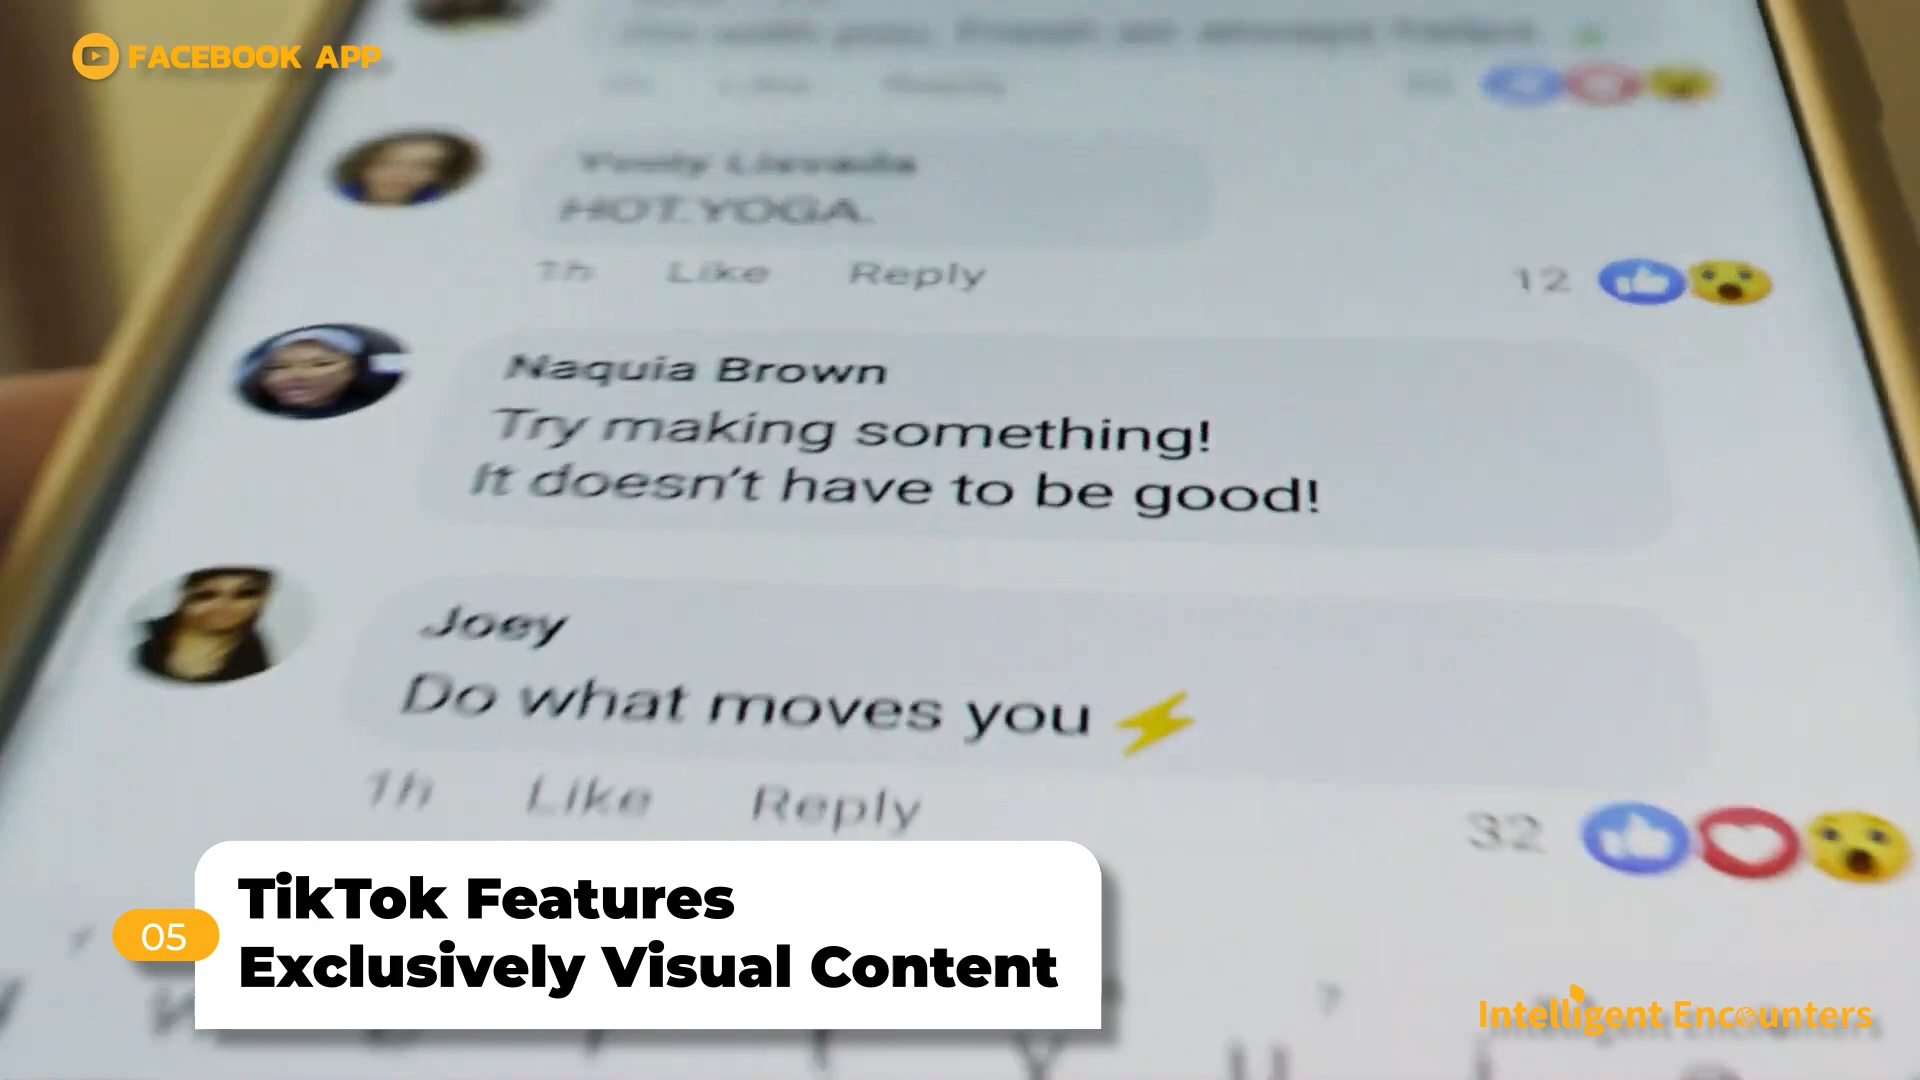 FACEBOOK APP
HOT.YOGA.
1h Like Reply 12
Naquia Brown
Try making something!
It doesn't have to be good!
Joey
Do what moves you ⚡
1h Like Reply 32
05
TikTok Features
Exclusively Visual Content
Intelligent Encounters